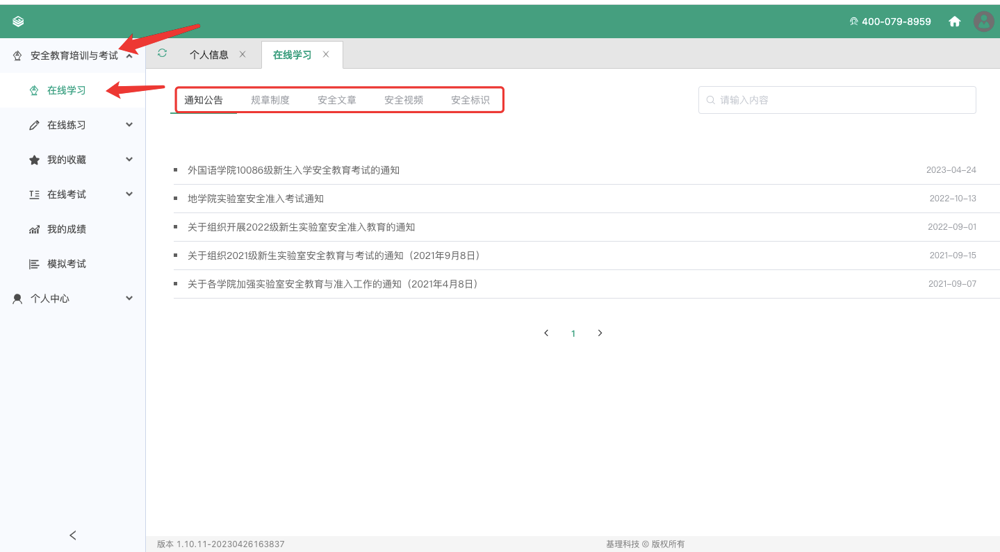 400-079-8959
安全教育培训与考试
个人信息
在线学习
在线学习
在线练习
我的收藏
在线考试
我的成绩
模拟考试
个人中心
通知公告 规章制度 安全文章 安全视频 安全标识
请输入内容
外国语学院10086级新生入学安全教育考试的通知 2023-04-24
地学院实验室安全准入考试通知 2022-10-13
关于组织开展2022级新生实验室安全准入教育的通知 2022-09-01
关于组织2021级新生实验室安全教育与考试的通知（2021年9月8日） 2021-09-15
关于各学院加强实验室安全教育与准入工作的通知（2021年4月8日） 2021-09-07
1
版本 1.10.11-20230426163837
基理科技 © 版权所有